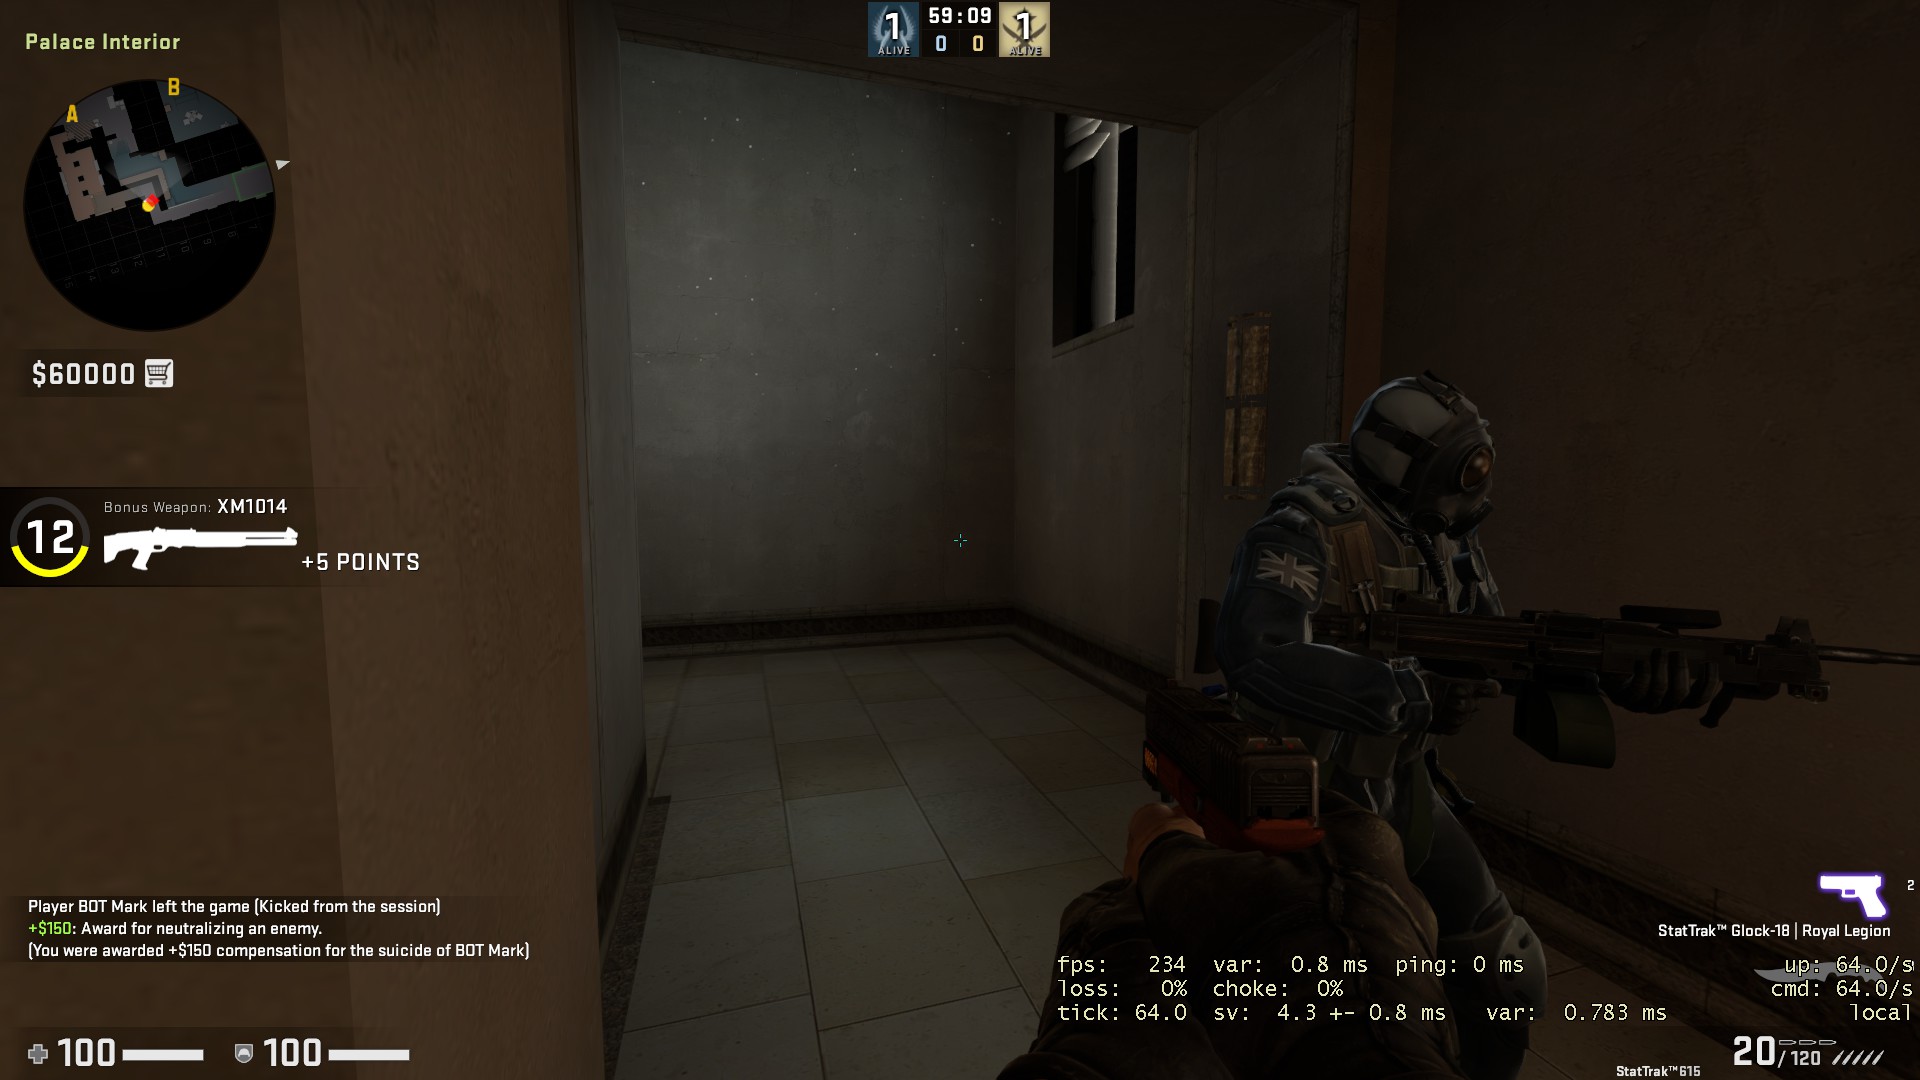 1
ALIVE
59:09
0 0
1
ALIVE
Palace Interior
A
B
$60000
12
Bonus Weapon: XM1014
+5 POINTS
Player BOT Mark left the game (Kicked from the session)
+$150: Award for neutralizing an enemy.
(You were awarded +$150 compensation for the suicide of BOT Mark)
2
StatTrak™ Glock-18 | Royal Legion
fps: 234 var: 0.8 ms ping: 0 ms up: 64.0/s
loss: 0% choke: 0% cmd: 64.0/s
tick: 64.0 sv: 4.3 +- 0.8 ms var: 0.783 ms local
100 100
20/ 120
StatTrak™615